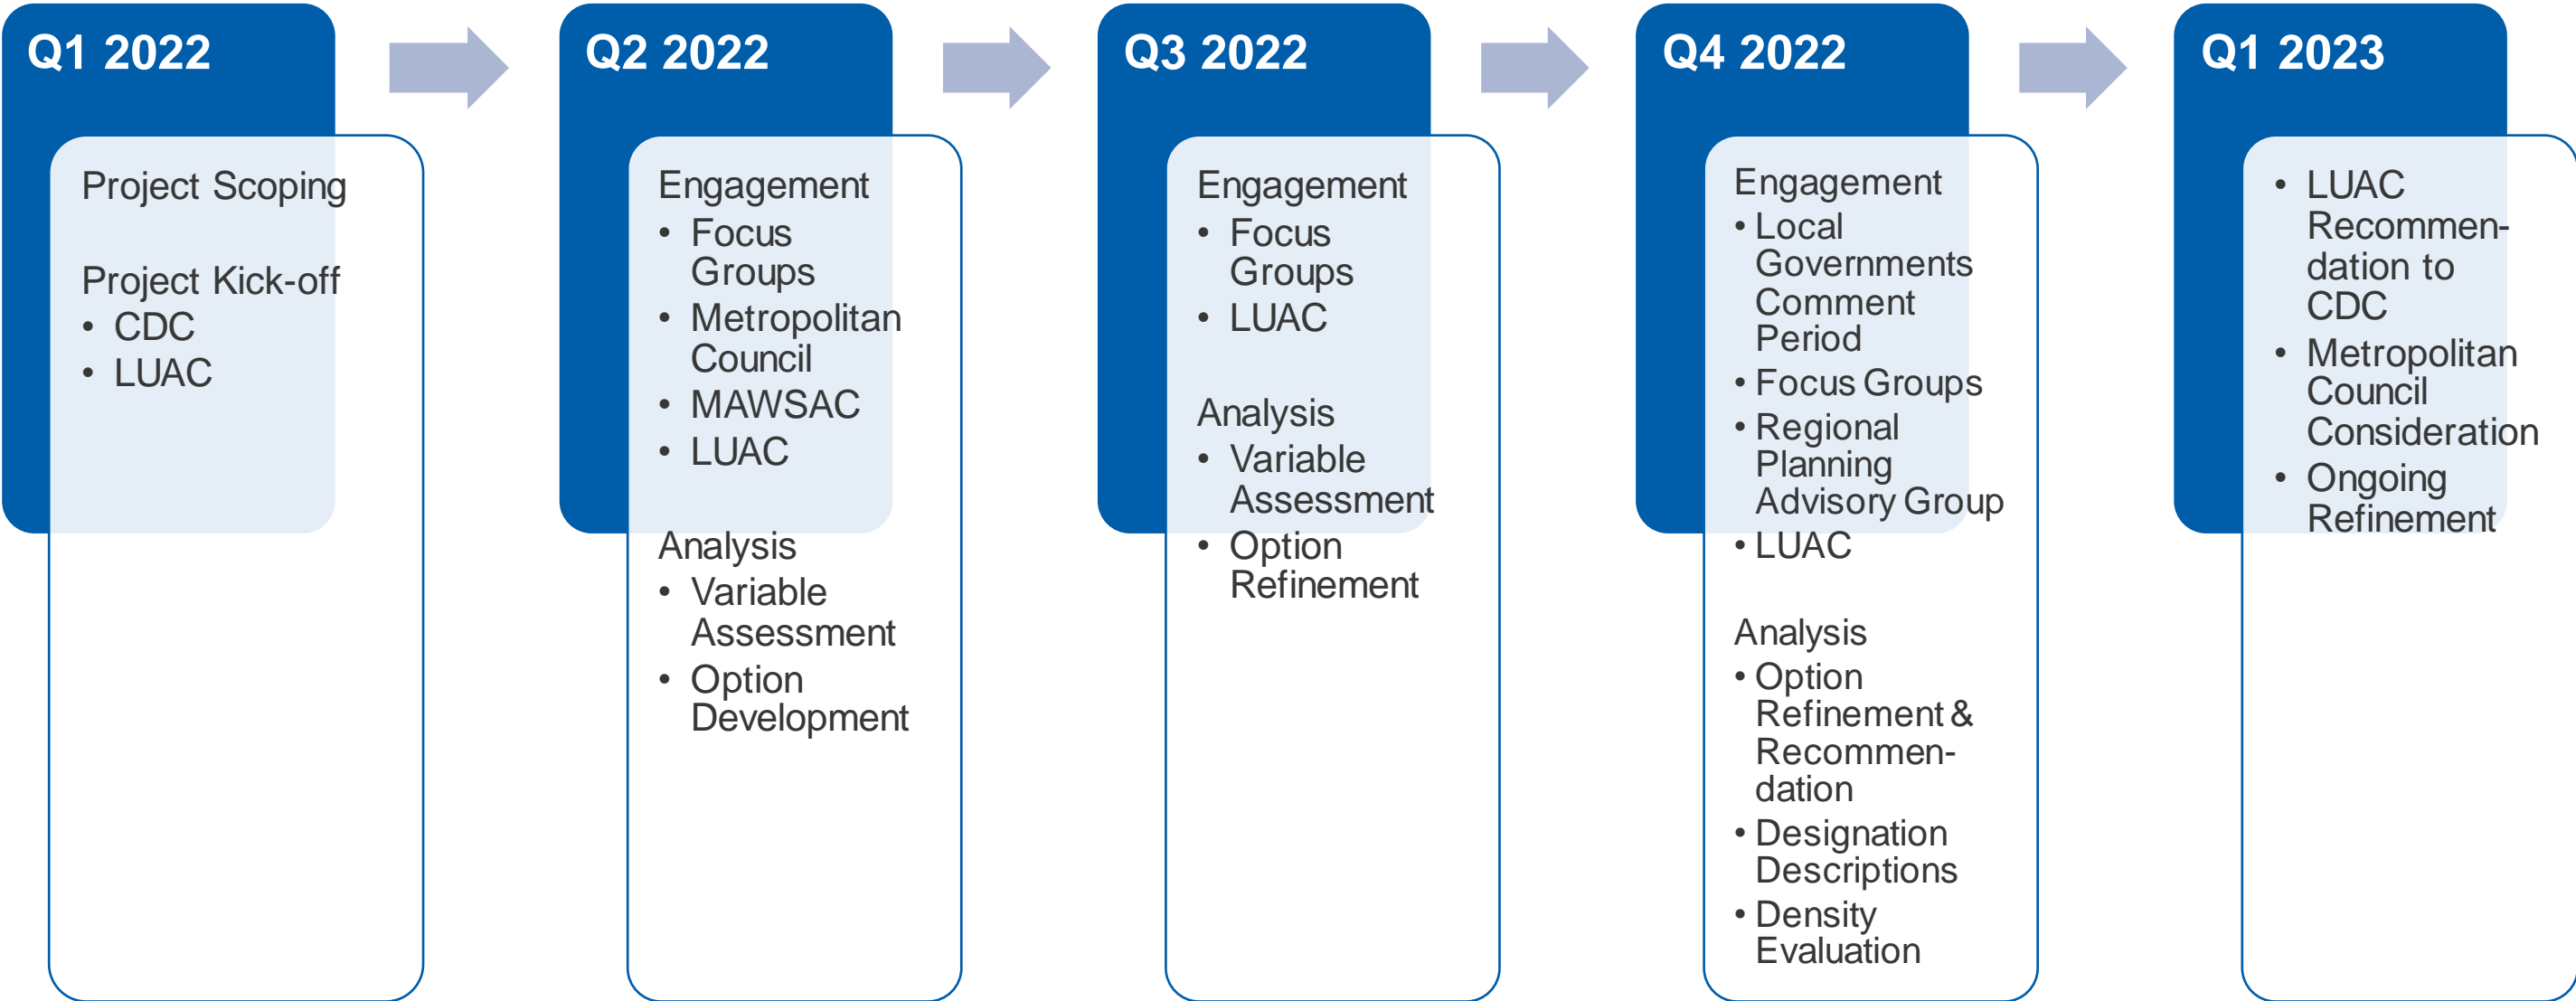 Q1 2022
Project Scoping
Project Kick-off
• CDC
• LUAC
Q2 2022
Engagement
• Focus
Groups
• Metropolitan
Council
• MAWSAC
• LUAC
Analysis
• Variable
Assessment
• Option
Development
Q3 2022
Engagement
• Focus
Groups
• LUAC
Analysis
• Variable
Assessment
• Option
Refinement
Q4 2022
Engagement
• Local
Governments
Comment
Period
• Focus Groups
• Regional
Planning
Advisory Group
• LUAC
Analysis
• Option
Refinement &
Recommen-
dation
• Designation
Descriptions
• Density
Evaluation
Q1 2023
• LUAC
Recommen-
dation to
CDC
• Metropolitan
Council
Consideration
• Ongoing
Refinement